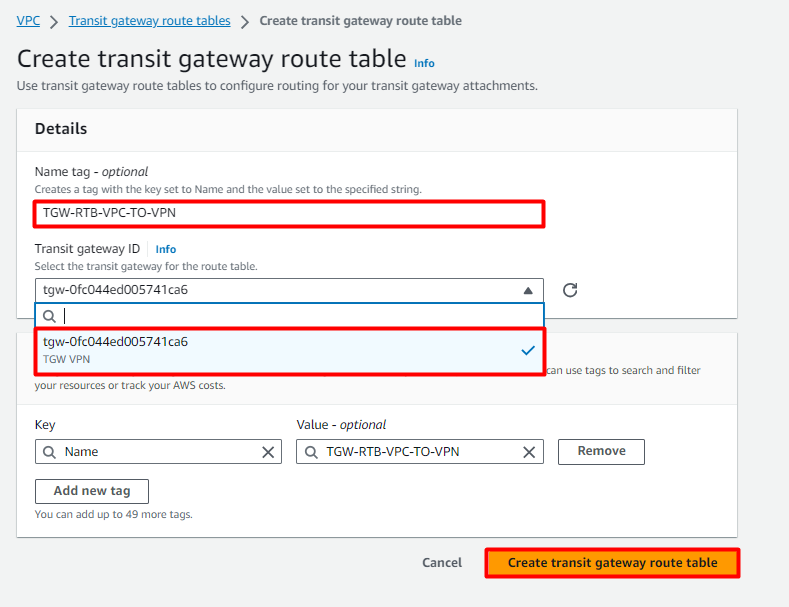 VPC > Transit gateway route tables > Create transit gateway route table
Create transit gateway route table Info
Use transit gateway route tables to configure routing for your transit gateway attachments.
Details
Name tag - optional
Creates a tag with the key set to Name and the value set to the specified string.
TGW-RTB-VPC-TO-VPN
Transit gateway ID Info
Select the transit gateway for the route table.
tgw-0fc044ed005741ca6
tgw-0fc044ed005741ca6
TGW VPN
can use tags to search and filter
your resources or track your AWS costs.
Key Value - optional
Name TGW-RTB-VPC-TO-VPN Remove
Add new tag
You can add up to 49 more tags.
Cancel Create transit gateway route table